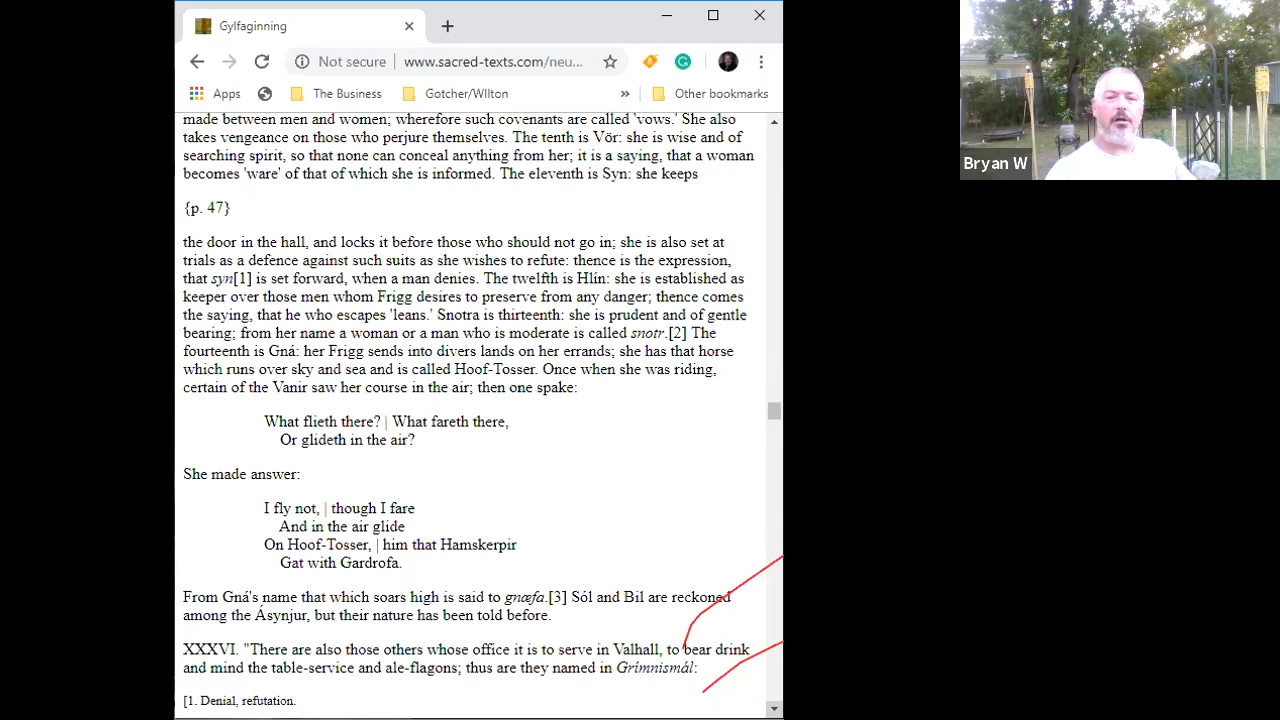 Gylfaginning
Not secure | www.sacred-texts.com/neu...
Apps The Business Gotcher/WIlton » Other bookmarks
made between men and women; wherefore such covenants are called 'vows.' She also
takes vengeance on those who perjure themselves. The tenth is Vör: she is wise and of
searching spirit, so that none can conceal anything from her; it is a saying, that a woman
becomes 'ware' of that of which she is informed. The eleventh is Syn: she keeps
{p. 47}
the door in the hall, and locks it before those who should not go in; she is also set at
trials as a defence against such suits as she wishes to refute: thence is the expression,
that syn[1] is set forward, when a man denies. The twelfth is Hlín: she is established as
keeper over those men whom Frigg desires to preserve from any danger; thence comes
the saying, that he who escapes 'leans.' Snotra is thirteenth: she is prudent and of gentle
bearing; from her name a woman or a man who is moderate is called snotr.[2] The
fourteenth is Gná: her Frigg sends into divers lands on her errands; she has that horse
which runs over sky and sea and is called Hoof-Tosser. Once when she was riding,
certain of the Vanir saw her course in the air; then one spake:
What flieth there? | What fareth there,
Or glideth in the air?
She made answer:
I fly not, | though I fare
And in the air glide
On Hoof-Tosser, | him that Hamskerpir
Gat with Gardrofa.
From Gná's name that which soars high is said to gnæfa.[3] Sól and Bil are reckoned
among the Ásynjur, but their nature has been told before.
XXXVI. "There are also those others whose office it is to serve in Valhall, to bear drink
and mind the table-service and ale-flagons; thus are they named in Grímnismál:
[1. Denial, refutation.
Bryan W